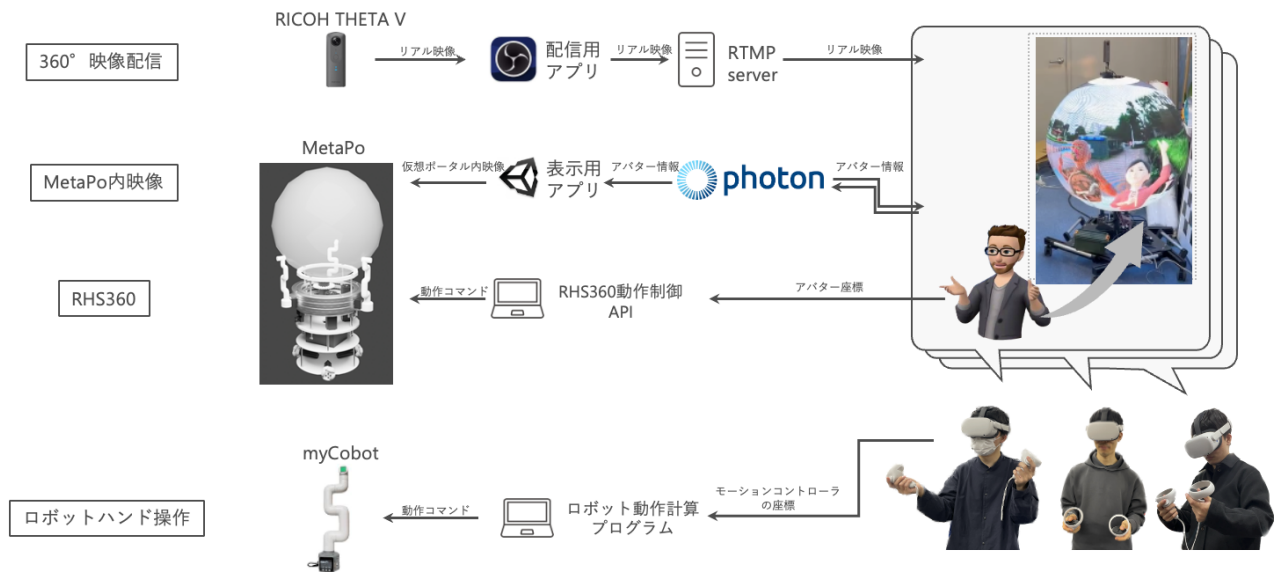 360°映像配信
RICOH THETA V
リアル映像
配信用
アプリ
リアル映像
RTMP
server
リアル映像
MetaPo内映像
MetaPo
仮想ポータル内映像
表示用
アプリ
アバター情報
photon
アバター情報
RHS360
動作コマンド
RHS360動作制御
API
アバター座標
ロボットハンド操作
myCobot
動作コマンド
ロボット動作計算
プログラム
モーションコントローラ
の座標